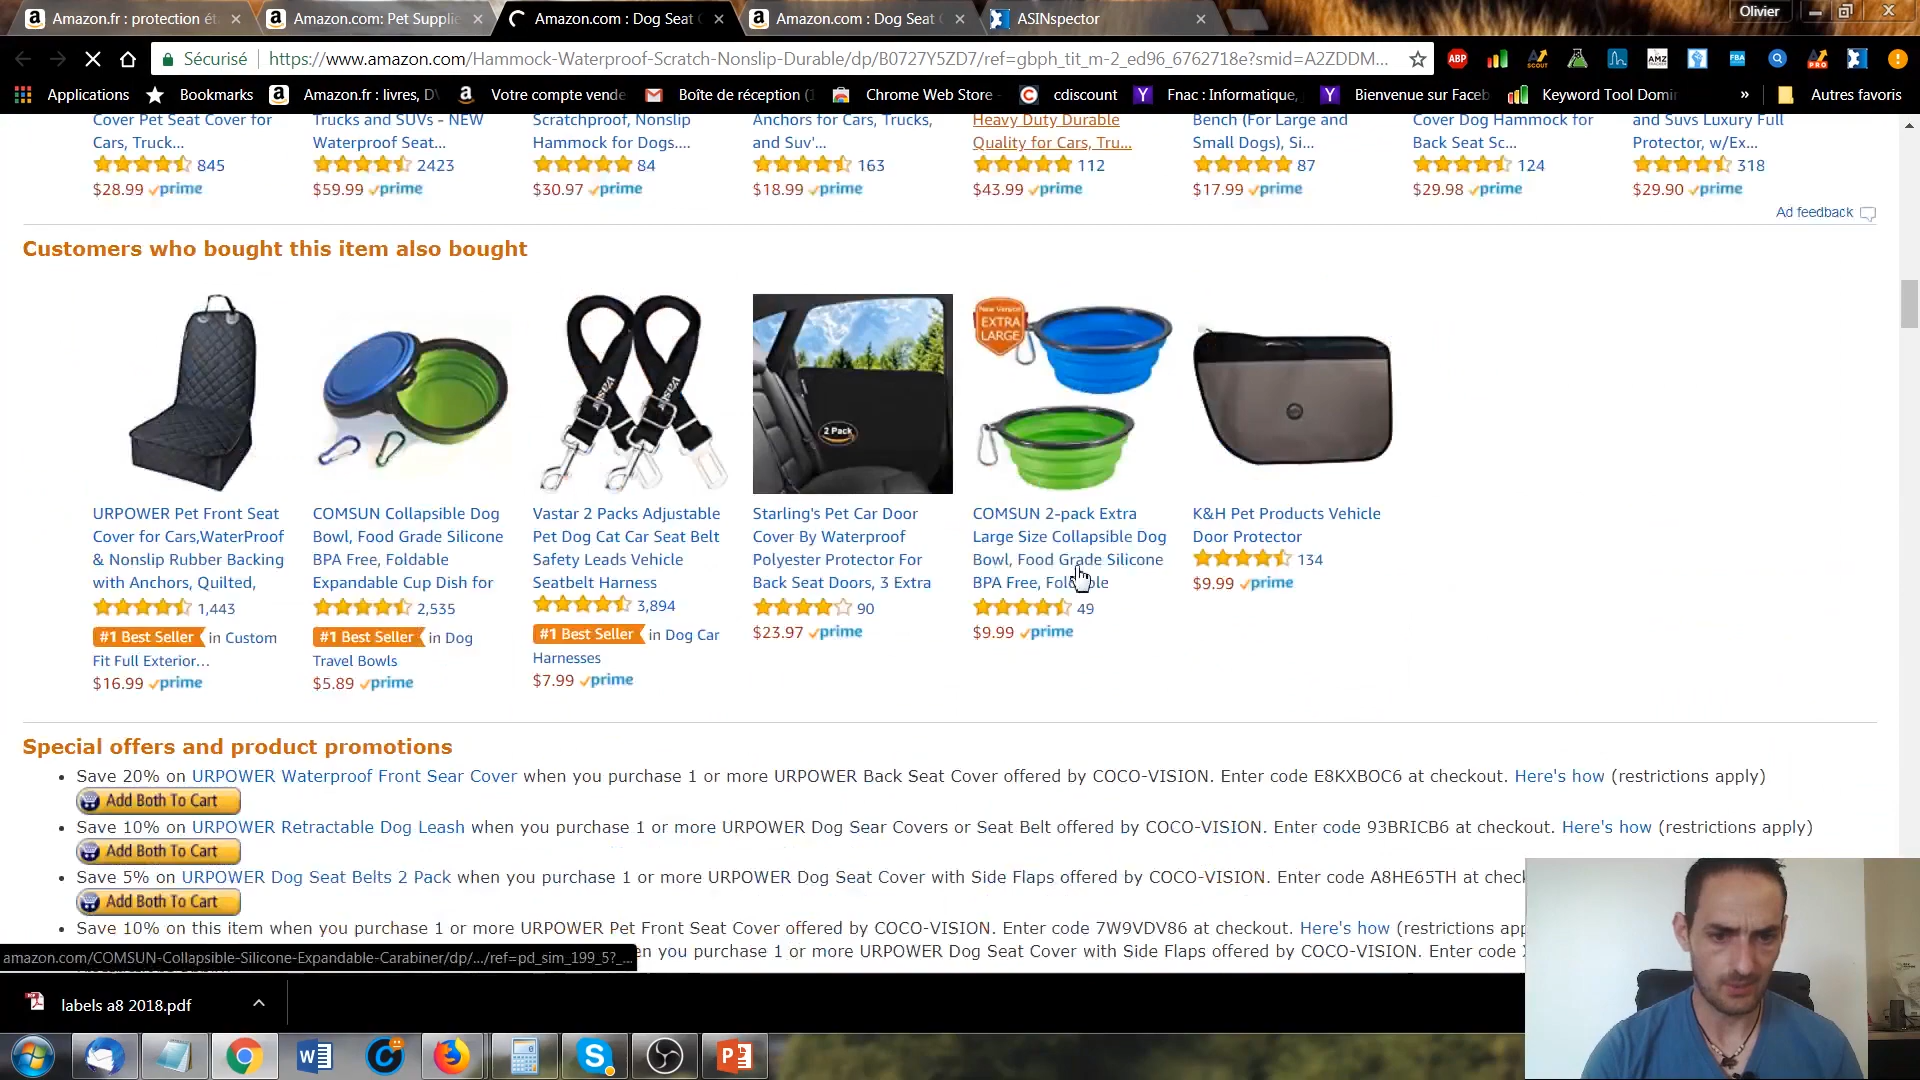 Amazon.fr : protection ét
Amazon.com: Pet Supplie
Amazon.com : Dog Seat C
Amazon.com : Dog Seat C
ASINspector
Olivier
Sécurisé
https://www.amazon.com/Hammock-Waterproof-Scratch-Nonslip-Durable/dp/B0727Y5ZD7/ref=gbph_tit_m-2_ed96_6762718e?smid=A2ZDDM...
Applications
Bookmarks
Amazon.fr : livres, D
Votre compte vende
Boîte de réception (
Chrome Web Store
cdiscount
Fnac : Informatique,
Bienvenue sur Faceb
Keyword Tool Domi
»
Autres favoris
Cover Pet Seat Cover for
Cars, Truck...
845
$28.99 prime
Trucks and SUVs - NEW
Waterproof Seat...
2423
$59.99 prime
Scratchproof, Nonslip
Hammock for Dogs....
84
$30.97 prime
Anchors for Cars, Trucks,
and Suv'...
163
$18.99 prime
Heavy Duty Durable
Quality for Cars, Tru...
112
$43.99 prime
Bench (For Large and
Small Dogs), Si...
87
$17.99 prime
Cover Dog Hammock for
Back Seat Sc...
124
$29.98 prime
and Suvs Luxury Full
Protector, w/Ex...
318
$29.90 prime
Ad feedback
Customers who bought this item also bought
URPOWER Pet Front Seat
Cover for Cars,WaterProof
& Nonslip Rubber Backing
with Anchors, Quilted,
1,443
#1 Best Seller in Custom
Fit Full Exterior...
$16.99 prime
COMSUN Collapsible Dog
Bowl, Food Grade Silicone
BPA Free, Foldable
Expandable Cup Dish for
2,535
#1 Best Seller in Dog
Travel Bowls
$5.89 prime
Vastar
Vastar 2 Packs Adjustable
Pet Dog Cat Car Seat Belt
Safety Leads Vehicle
Seatbelt Harness
3,894
#1 Best Seller in Dog Car
Harnesses
$7.99 prime
2 Pack
Starling's Pet Car Door
Cover By Waterproof
Polyester Protector For
Back Seat Doors, 3 Extra
90
$23.97 prime
New Version
EXTRA
LARGE
COMSUN 2-pack Extra
Large Size Collapsible Dog
Bowl, Food Grade Silicone
BPA Free, Foldable
49
$9.99 prime
K&H Pet Products Vehicle
Door Protector
134
$9.99 prime
Special offers and product promotions
Save 20% on URPOWER Waterproof Front Sear Cover when you purchase 1 or more URPOWER Back Seat Cover offered by COCO-VISION. Enter code E8KXBOC6 at checkout. Here's how (restrictions apply)
Add Both To Cart
Save 10% on URPOWER Retractable Dog Leash when you purchase 1 or more URPOWER Dog Sear Covers or Seat Belt offered by COCO-VISION. Enter code 93BRICB6 at checkout. Here's how (restrictions apply)
Add Both To Cart
Save 5% on URPOWER Dog Seat Belts 2 Pack when you purchase 1 or more URPOWER Dog Seat Cover with Side Flaps offered by COCO-VISION. Enter code A8HE65TH at check
Add Both To Cart
Save 10% on this item when you purchase 1 or more URPOWER Pet Front Seat Cover offered by COCO-VISION. Enter code 7W9VDV86 at checkout. Here's how (restrictions app
en you purchase 1 or more URPOWER Dog Seat Cover with Side Flaps offered by COCO-VISION. Enter code
amazon.com/COMSUN-Collapsible-Silicone-Expandable-Carabiner/dp/.../ref=pd_sim_199_5?_...
labels a8 2018.pdf